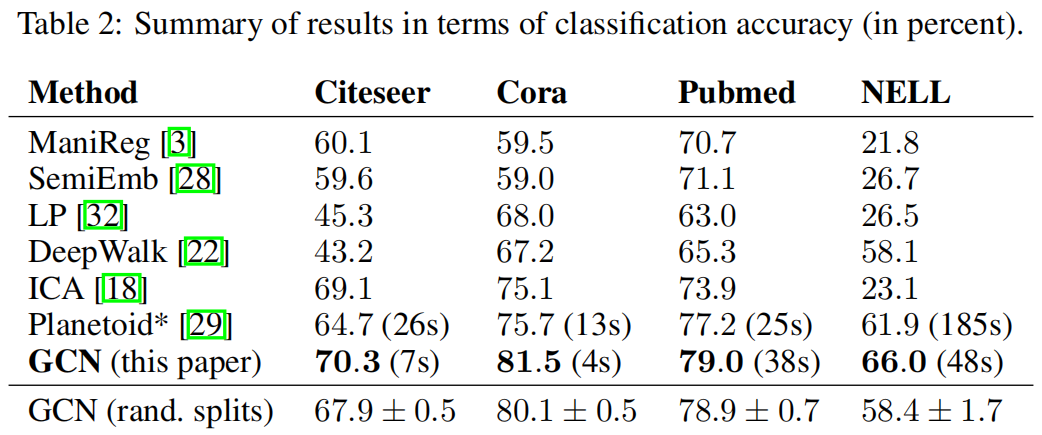 Table 2: Summary of results in terms of classification accuracy (in percent).
Method Citeseer Cora Pubmed NELL
ManiReg [3] 60.1 59.5 70.7 21.8
SemiEmb [28] 59.6 59.0 71.1 26.7
LP [32] 45.3 68.0 63.0 26.5
DeepWalk [22] 43.2 67.2 65.3 58.1
ICA [18] 69.1 75.1 73.9 23.1
Planetoid* [29] 64.7 (26s) 75.7 (13s) 77.2 (25s) 61.9 (185s)
GCN (this paper) 70.3 (7s) 81.5 (4s) 79.0 (38s) 66.0 (48s)
GCN (rand. splits) 67.9 ± 0.5 80.1 ± 0.5 78.9 ± 0.7 58.4 ± 1.7